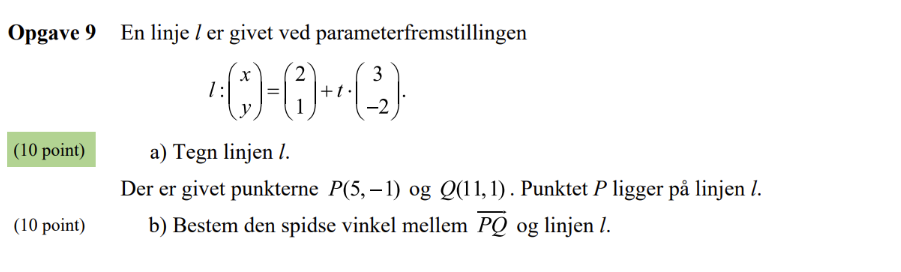 Opgave 9 En linje l er givet ved parameterfremstillingen
l : (x y) = (2 1) + t · (3 −2).
(10 point) a) Tegn linjen l.
Der er givet punkterne P(5, −1) og Q(11, 1). Punktet P ligger på linjen l.
(10 point) b) Bestem den spidse vinkel mellem \overline{PQ} og linjen l.